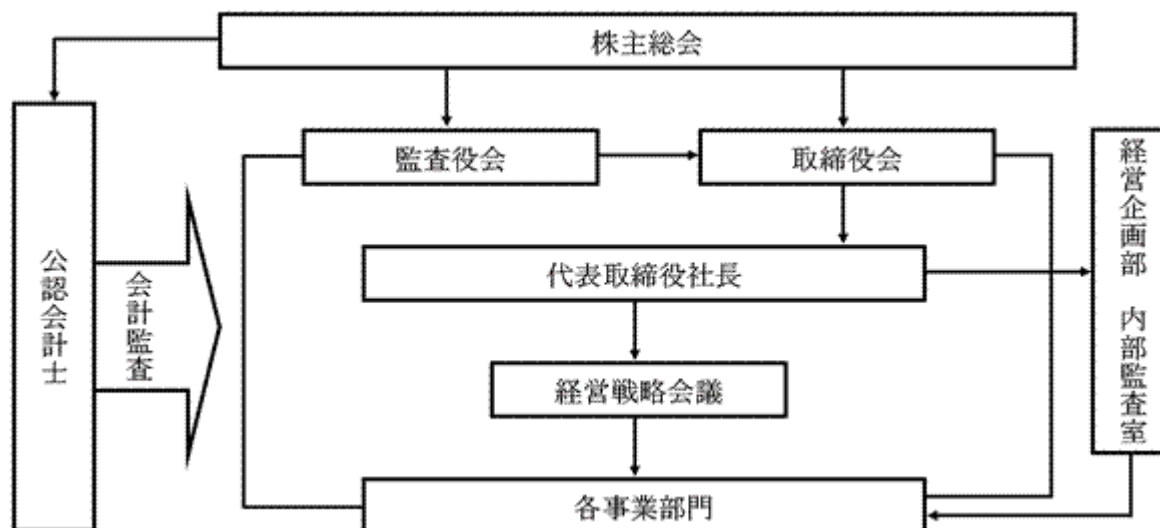 株主総会
監査役会
取締役会
経営企画部 内部監査室
代表取締役社長
公認会計士
会計監査
経営戦略会議
各事業部門